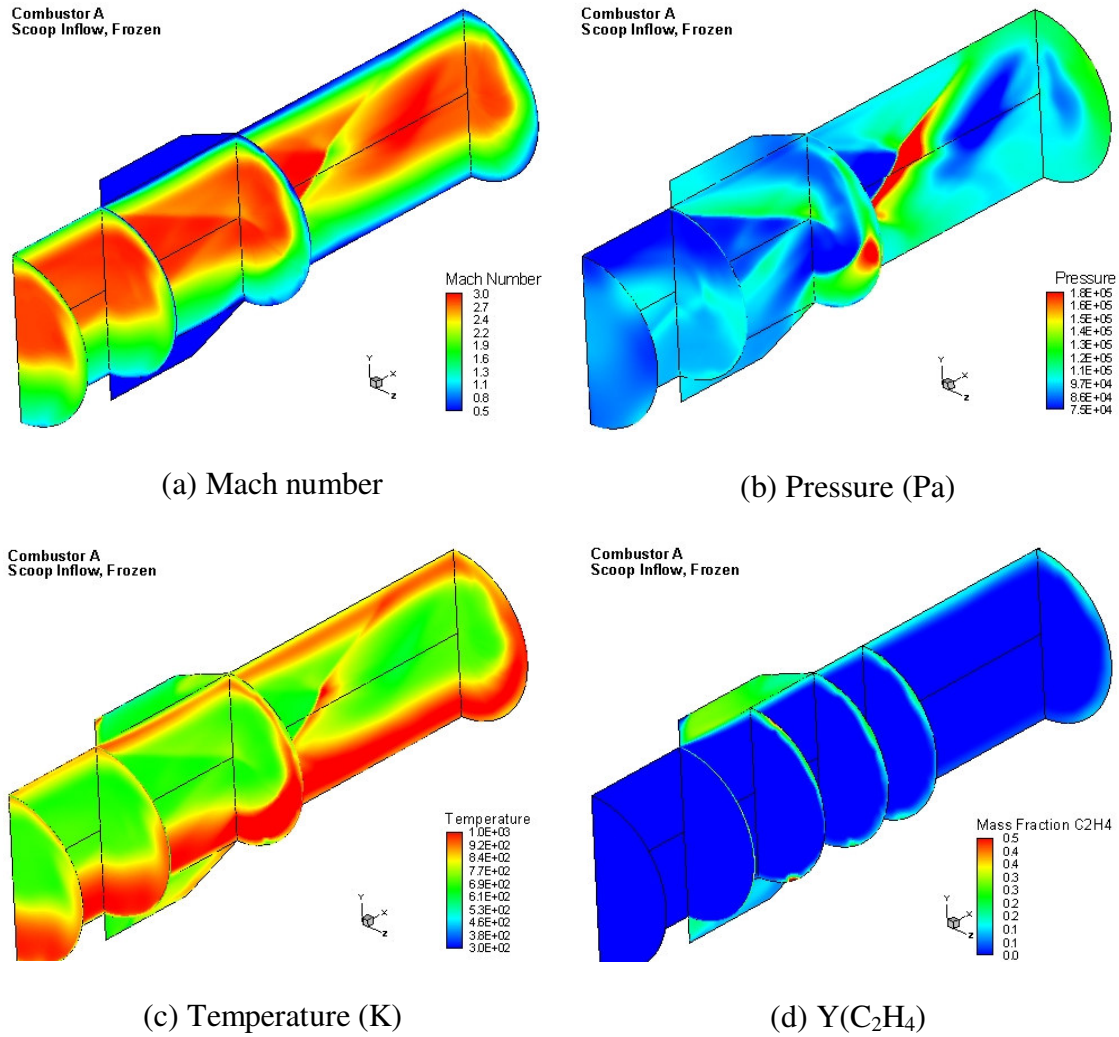 Combustor A
Scoop Inflow, Frozen
Mach Number
3.0
2.7
2.4
2.1
1.9
1.6
1.3
1.1
0.8
0.5
Y
X
Z
(a) Mach number
Combustor A
Scoop Inflow, Frozen
Pressure
1.8E+05
1.6E+05
1.5E+05
1.4E+05
1.3E+05
1.2E+05
1.1E+05
9.7E+04
8.6E+04
7.5E+04
Y
X
Z
(b) Pressure (Pa)
Combustor A
Scoop Inflow, Frozen
Temperature
1.0E+03
9.2E+02
8.4E+02
7.7E+02
6.9E+02
6.1E+02
5.3E+02
4.6E+02
3.8E+02
3.0E+02
Y
X
Z
(c) Temperature (K)
Combustor A
Scoop Inflow, Frozen
Mass Fraction C2H4
0.5
0.4
0.4
0.3
0.3
0.2
0.2
0.1
0.1
0.0
Y
X
Z
(d) Y(C₂H₄)